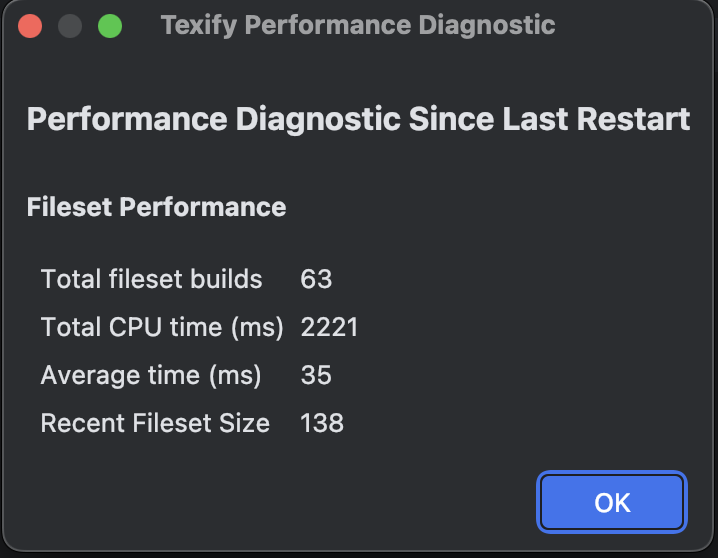 Texify Performance Diagnostic
Performance Diagnostic Since Last Restart
Fileset Performance
Total fileset builds 63
Total CPU time (ms) 2221
Average time (ms) 35
Recent Fileset Size 138
OK